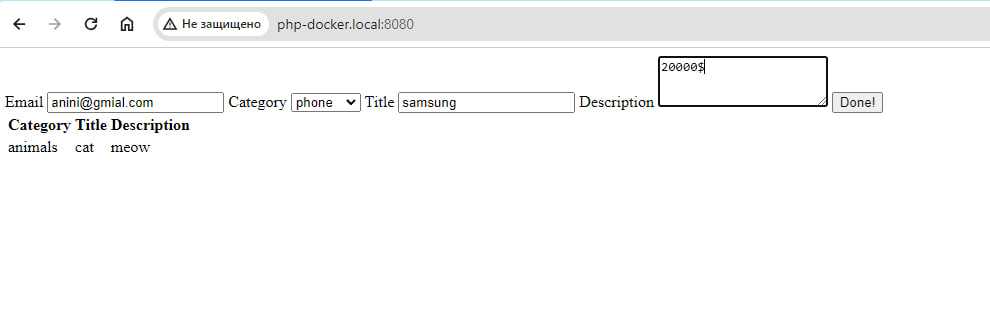 Не защищено php-docker.local:8080
20000$
Email anini@gmial.com Category phone Title samsung Description Done!
Category Title Description
animals cat meow